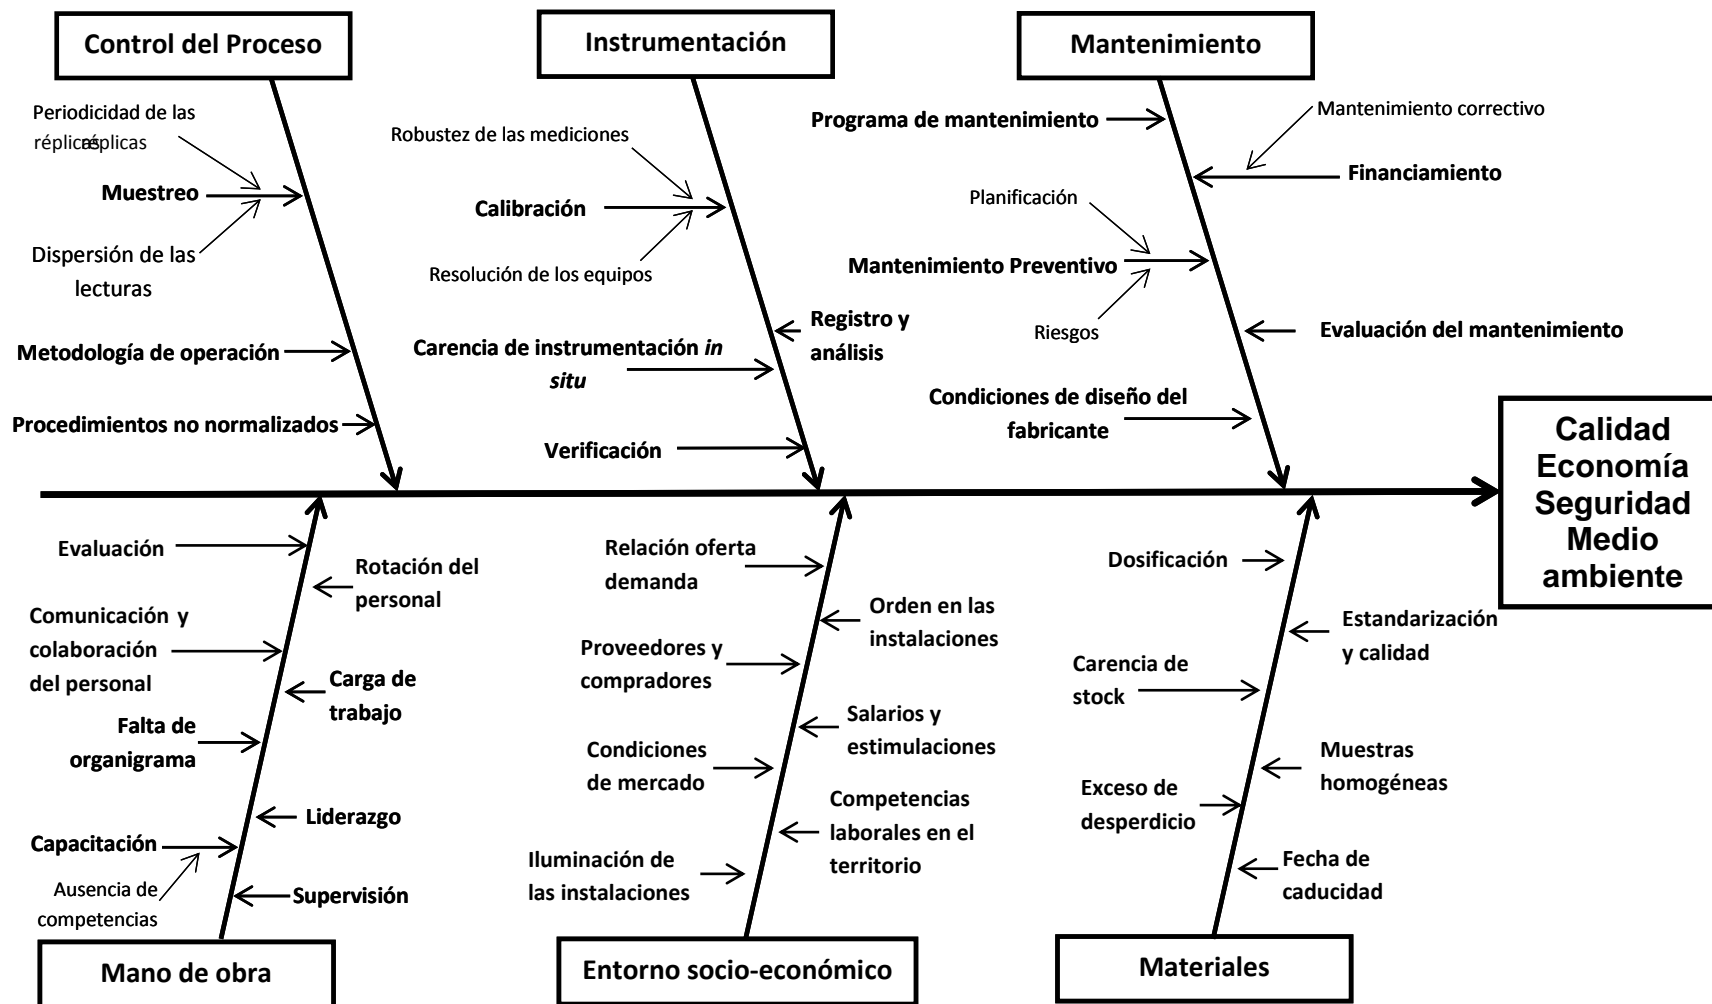 Control del Proceso
Instrumentación
Mantenimiento
Periodicidad de las
réplicas
réplicas
Muestreo
Dispersión de las
lecturas
Metodología de operación
Procedimientos no normalizados
Robustez de las mediciones
Calibración
Resolución de los equipos
Registro y
análisis
Carencia de instrumentación in
situ
Verificación
Programa de mantenimiento
Mantenimiento correctivo
Financiamiento
Planificación
Mantenimiento Preventivo
Riesgos
Evaluación del mantenimiento
Condiciones de diseño del
fabricante
Calidad
Economía
Seguridad
Medio
ambiente
Evaluación
Rotación del
personal
Comunicación y
colaboración
del personal
Carga de
trabajo
Falta de
organigrama
Liderazgo
Capacitación
Ausencia de
competencias
Supervisión
Mano de obra
Relación oferta
demanda
Orden en las
instalaciones
Proveedores y
compradores
Salarios y
estimulaciones
Condiciones
de mercado
Competencias
laborales en el
territorio
Iluminación de
las instalaciones
Entorno socio-económico
Dosificación
Estandarización
y calidad
Carencia de
stock
Muestras
homogéneas
Exceso de
desperdicio
Fecha de
caducidad
Materiales